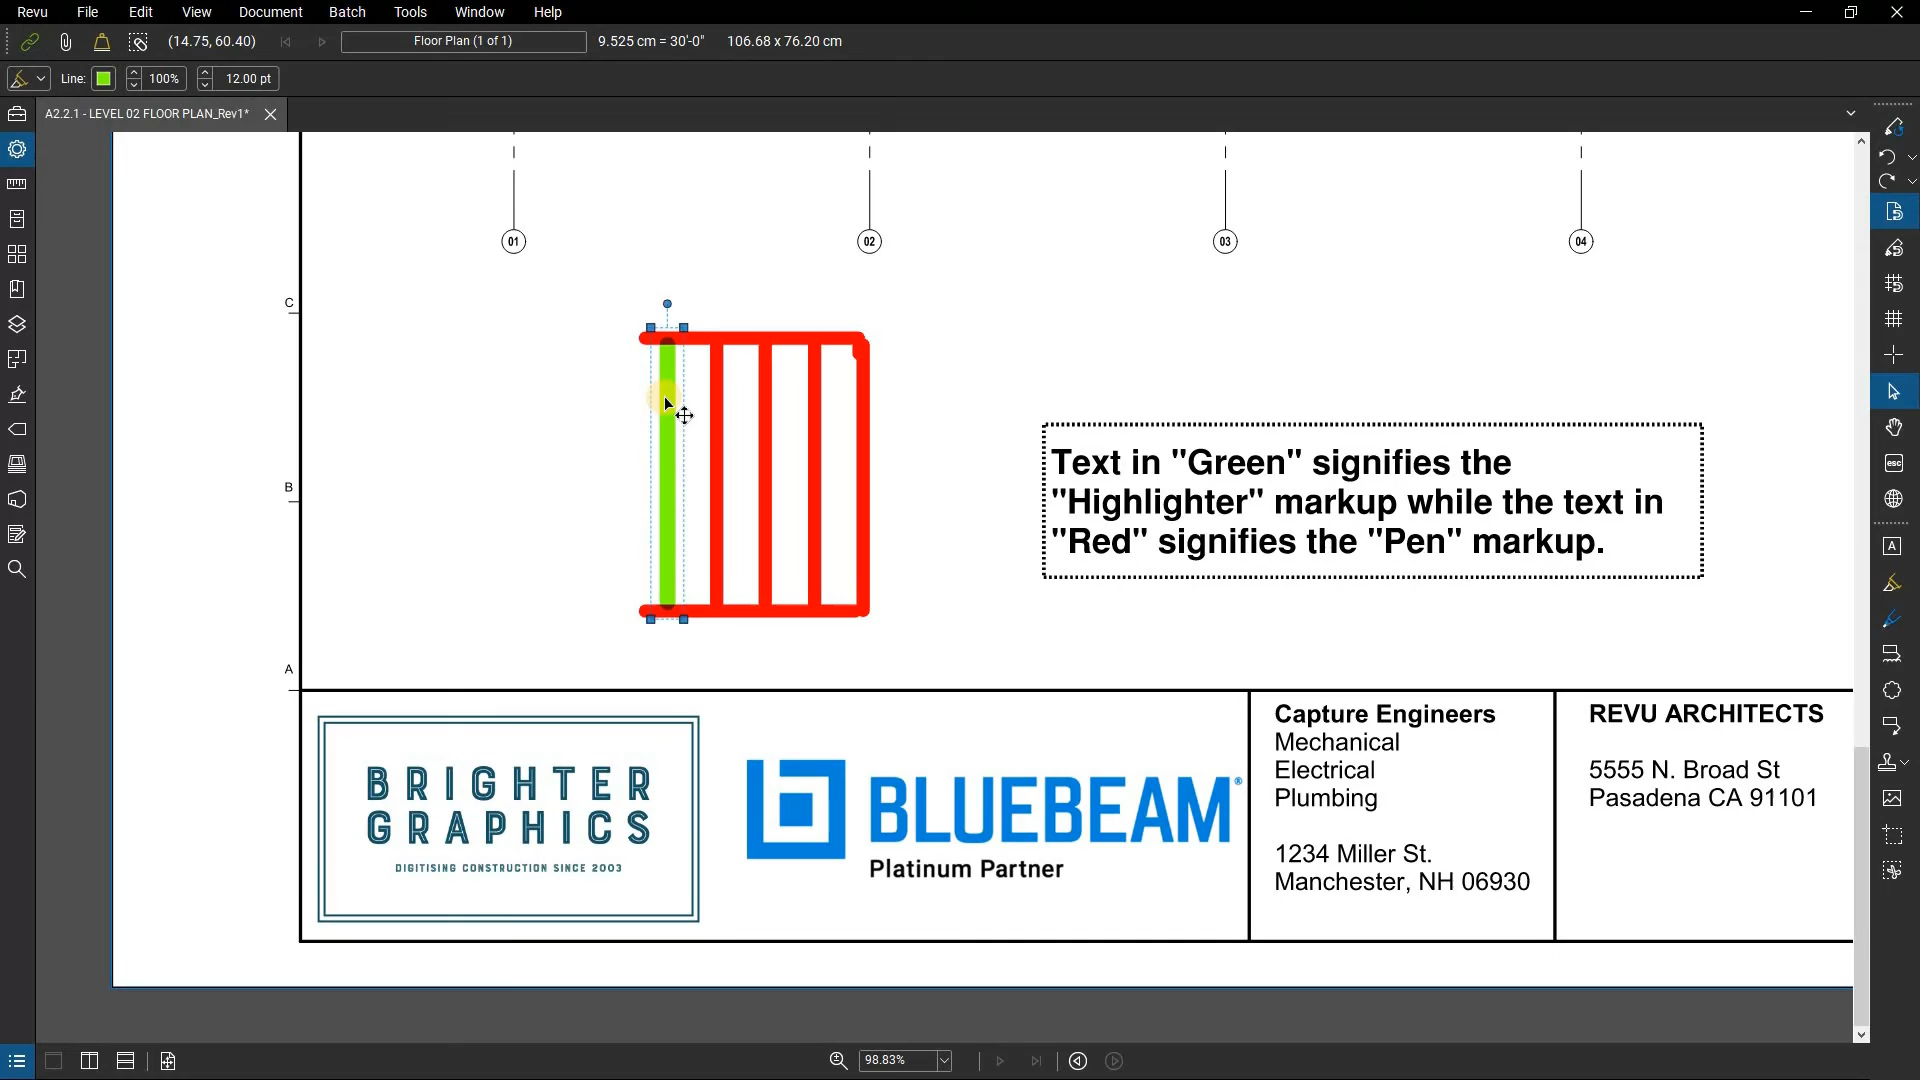 Revu File Edit View Document Batch Tools Window Help
(14.75, 60.40) Floor Plan (1 of 1) 9.525 cm = 30'-0" 106.68 x 76.20 cm
Line: 100% 12.00 pt
A2.2.1 - LEVEL 02 FLOOR PLAN_Rev1*
01 02 03 04
C
B
A
Text in "Green" signifies the
"Highlighter" markup while the text in
"Red" signifies the "Pen" markup.
BRIGHTER
GRAPHICS
DIGITISING CONSTRUCTION SINCE 2003
BLUEBEAM®
Platinum Partner
Capture Engineers
Mechanical
Electrical
Plumbing
1234 Miller St.
Manchester, NH 06930
REVU ARCHITECTS
5555 N. Broad St
Pasadena CA 91101
esc
A
98.83%